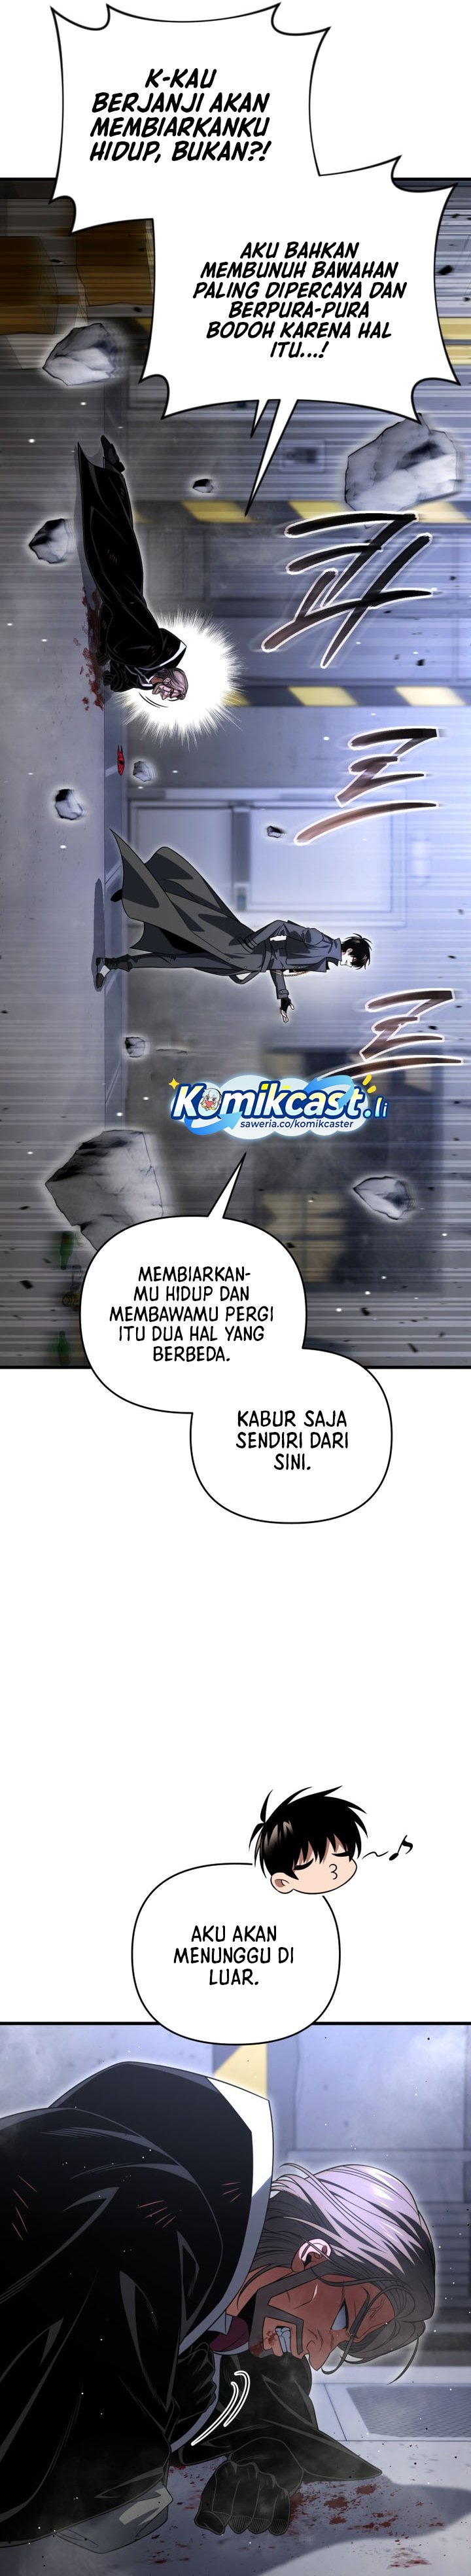 K-KAU
BERJANJI AKAN
MEMBIARKANKU
HIDUP, BUKAN?!
AKU BAHKAN
MEMBUNUH BAWAHAN
PALING DIPERCAYA DAN
BERPURA-PURA
BODOH KARENA HAL
ITU...!
Komikcast.li
saweria.co/komikcaster
MEMBIARKAN-
MU HIDUP DAN
MEMBAWAMU PERGI
ITU DUA HAL YANG
BERBEDA.
KABUR SAJA
SENDIRI DARI
SINI.
AKU AKAN
MENUNGGU DI
LUAR.